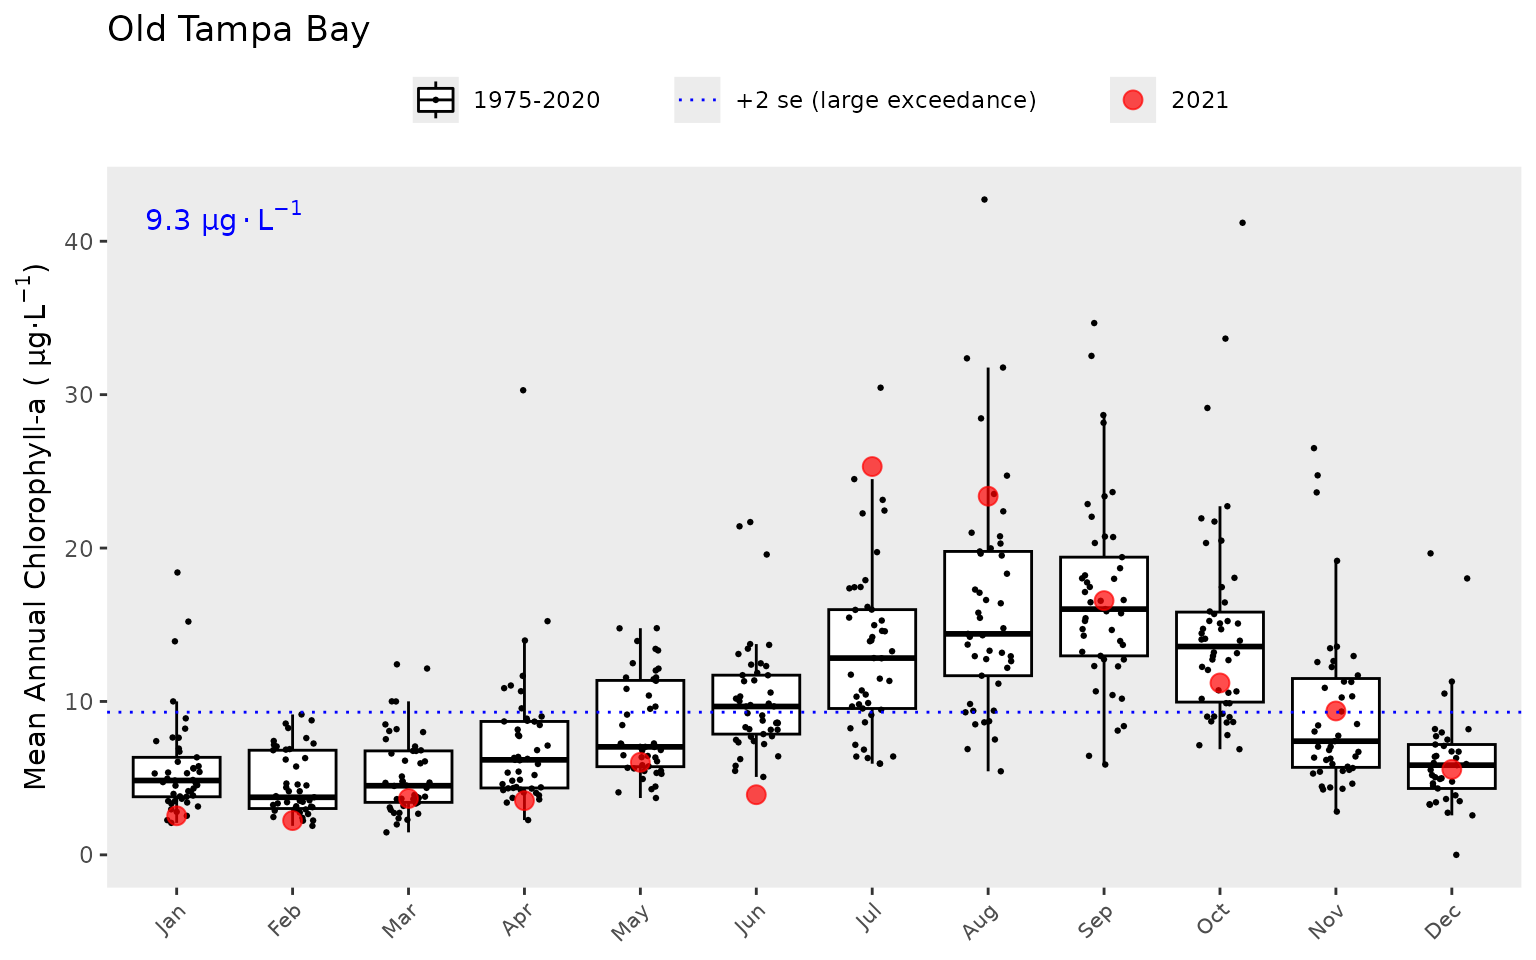 Old Tampa Bay
1975-2020 +2 se (large exceedance) 2021
9.3 μg·L⁻¹
Mean Annual Chlorophyll-a ( μg·L⁻¹)
40
30
20
10
0
Jan Feb Mar Apr May Jun Jul Aug Sep Oct Nov Dec